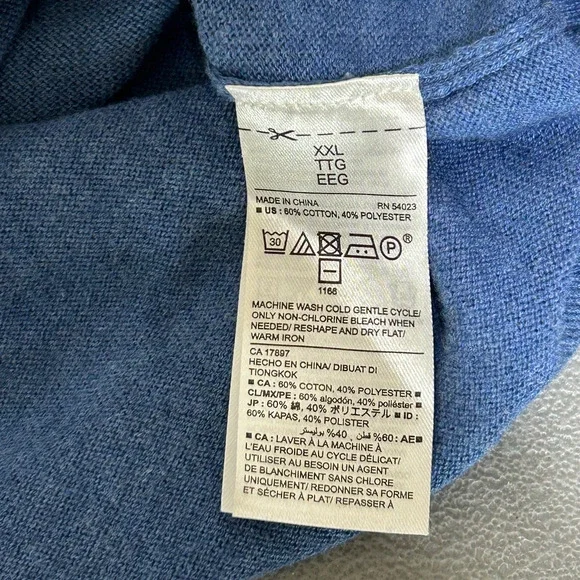 XXL
TTG
EEG
MADE IN CHINA RN 54023
■ US : 60% COTTON, 40% POLYESTER
30 P ®
1166
MACHINE WASH COLD GENTLE CYCLE/
ONLY NON-CHLORINE BLEACH WHEN
NEEDED/ RESHAPE AND DRY FLAT/
WARM IRON
CA 17897
HECHO EN CHINA/ DIBUAT DI
TIONGKOK
■ CA : 60% COTON, 40% POLYESTER ■
CL/MX/PE : 60% algodón, 40% poliéster ■
JP : 60% 綿, 40% ポリエステル ■ ID :
60% KAPAS, 40% POLISTER
■ AE : 60% قطن , 40% بوليستر
■ CA : LAVER À LA MACHINE À
L'EAU FROIDE AU CYCLE DÉLICAT/
UTILISER AU BESOIN UN AGENT
DE BLANCHIMENT SANS CHLORE
UNIQUEMENT/ REDONNER SA FORME
ET SÉCHER À PLAT/ REPASSER À